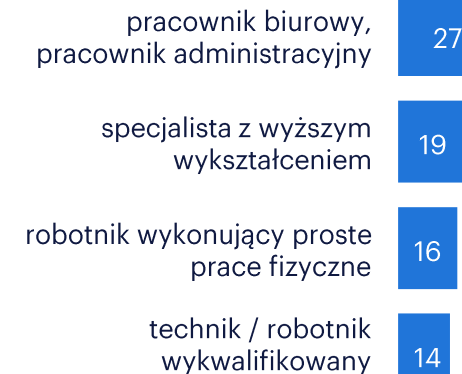 pracownik biurowy,
pracownik administracyjny
27
specjalista z wyższym
wykształceniem
19
robotnik wykonujący proste
prace fizyczne
16
technik / robotnik
wykwalifikowany
14